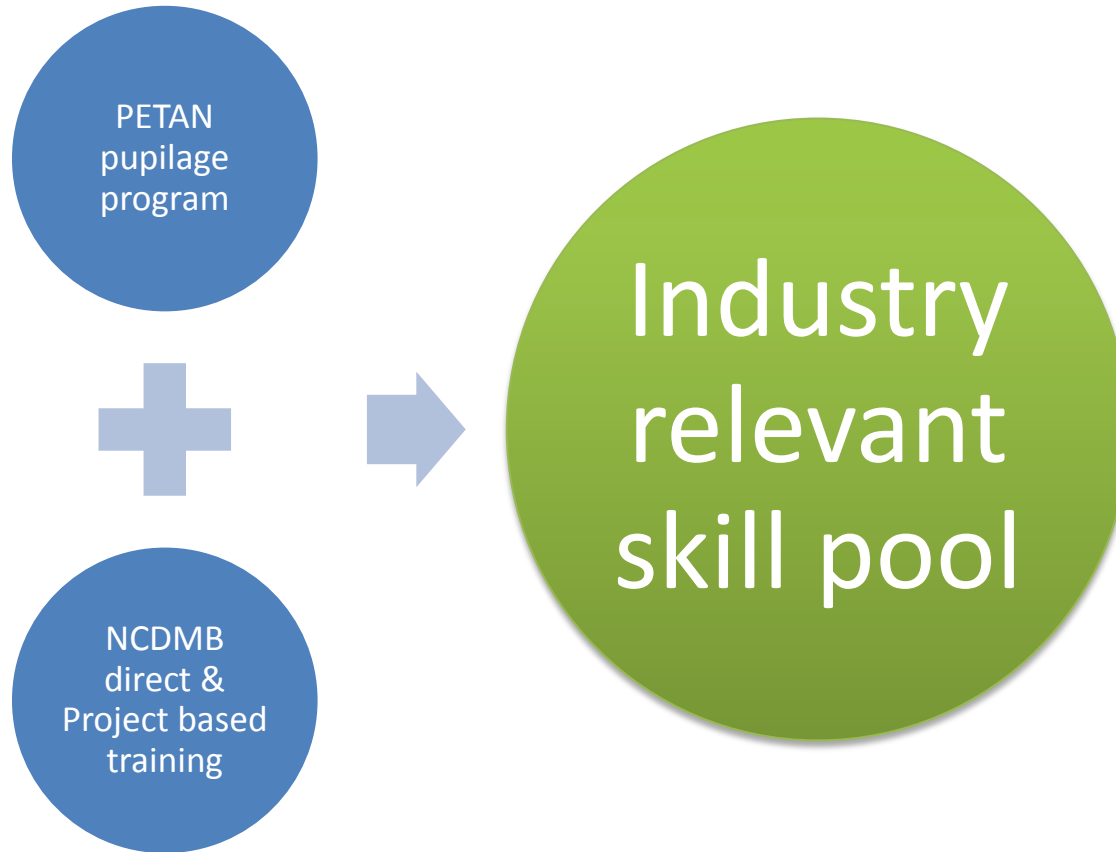 PETAN
pupilage
program
NCDMB
direct &
Project based
training
Industry
relevant
skill pool